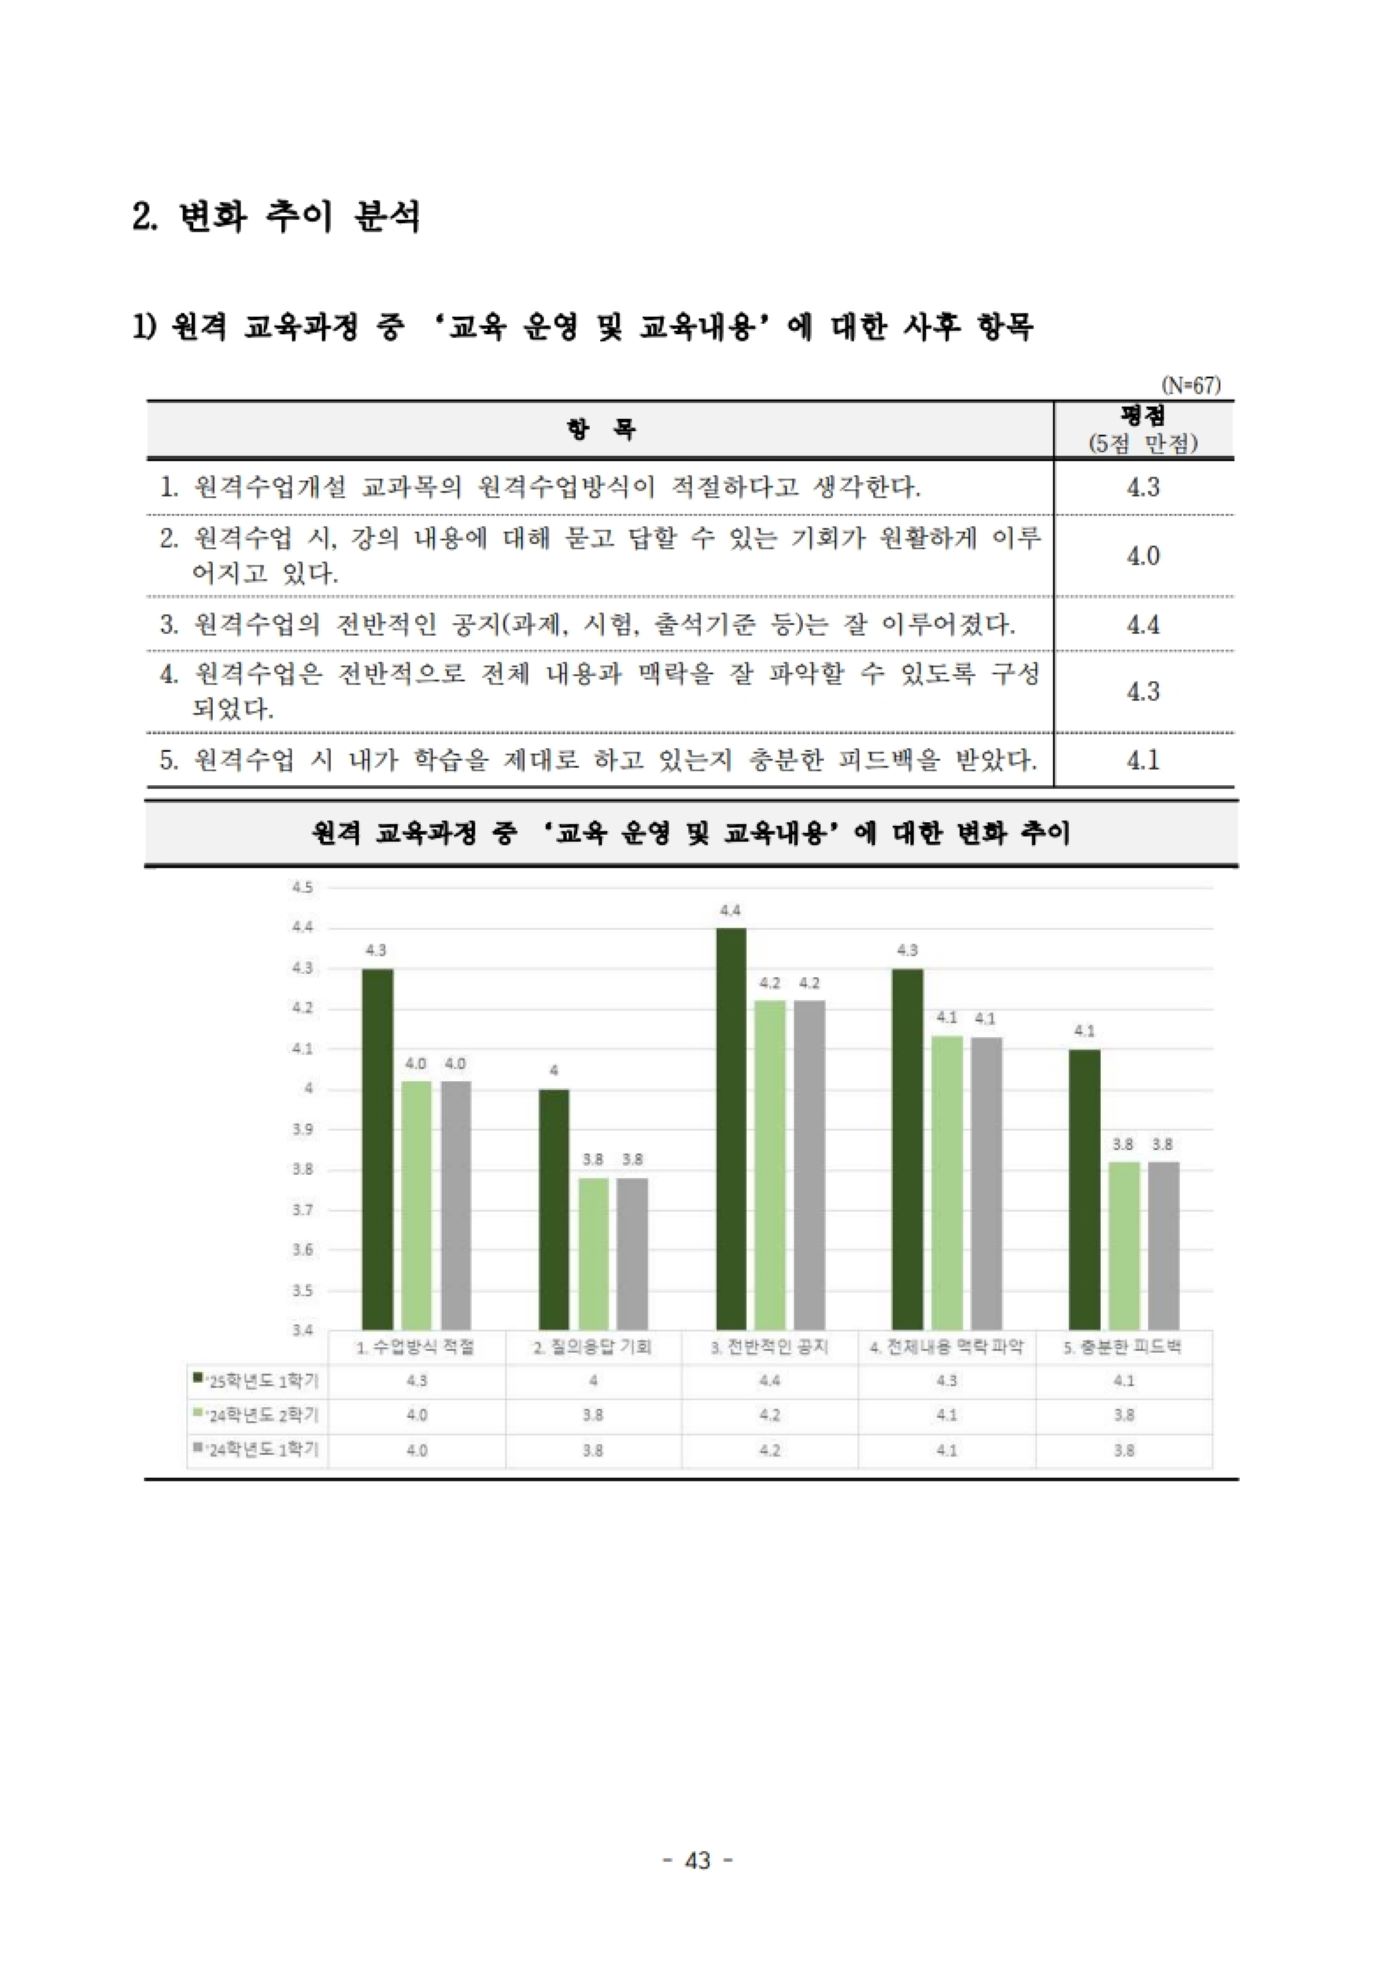 2. 변화 추이 분석
1) 원격 교육과정 중 ‘교육 운영 및 교육내용’에 대한 사후 항목
(N=67)
항 목
평점
(5점 만점)
1. 원격수업개설 교과목의 원격수업방식이 적절하다고 생각한다.
4.3
2. 원격수업 시, 강의 내용에 대해 묻고 답할 수 있는 기회가 원활하게 이루
어지고 있다.
4.0
3. 원격수업의 전반적인 공지(과제, 시험, 출석기준 등)는 잘 이루어졌다.
4.4
4. 원격수업은 전반적으로 전체 내용과 맥락을 잘 파악할 수 있도록 구성
되었다.
4.3
5. 원격수업 시 내가 학습을 제대로 하고 있는지 충분한 피드백을 받았다.
4.1
원격 교육과정 중 ‘교육 운영 및 교육내용’에 대한 변화 추이
4.5
4.4
4.3
4.2
4.1
4
3.9
3.8
3.7
3.6
3.5
3.4
4.3 4.0 4.0
4 3.8 3.8
4.4 4.2 4.2
4.3 4.1 4.1
4.1 3.8 3.8
1. 수업방식 적절 2. 질의응답 기회 3. 전반적인 공지 4. 전체내용 맥락 파악 5. 충분한 피드백
'25학년도 1학기 4.3 4 4.4 4.3 4.1
'24학년도 2학기 4.0 3.8 4.2 4.1 3.8
'24학년도 1학기 4.0 3.8 4.2 4.1 3.8
- 43 -